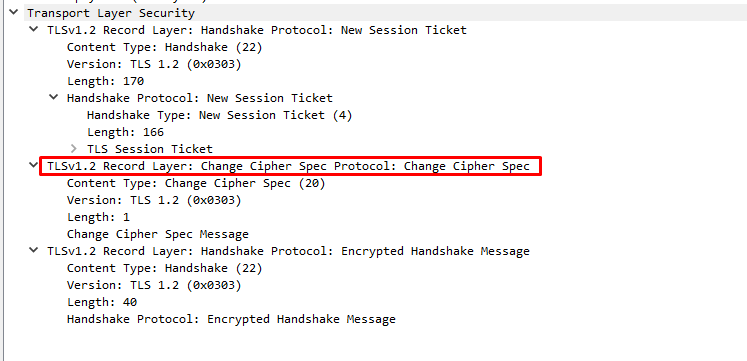 Transport Layer Security
TLSv1.2 Record Layer: Handshake Protocol: New Session Ticket
Content Type: Handshake (22)
Version: TLS 1.2 (0x0303)
Length: 170
Handshake Protocol: New Session Ticket
Handshake Type: New Session Ticket (4)
Length: 166
TLS Session Ticket
TLSv1.2 Record Layer: Change Cipher Spec Protocol: Change Cipher Spec
Content Type: Change Cipher Spec (20)
Version: TLS 1.2 (0x0303)
Length: 1
Change Cipher Spec Message
TLSv1.2 Record Layer: Handshake Protocol: Encrypted Handshake Message
Content Type: Handshake (22)
Version: TLS 1.2 (0x0303)
Length: 40
Handshake Protocol: Encrypted Handshake Message